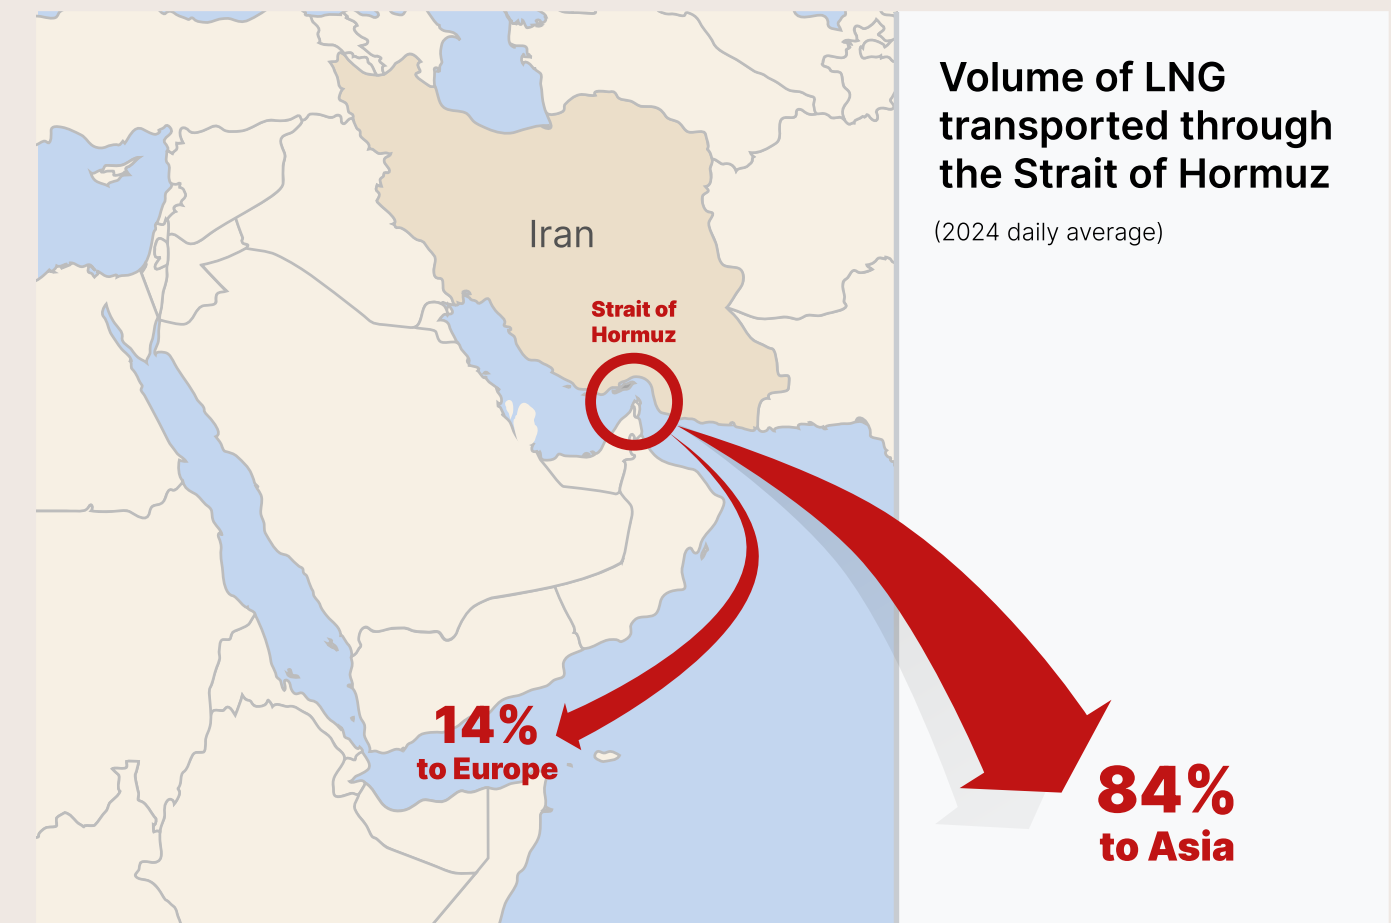 Volume of LNG
transported through
the Strait of Hormuz
(2024 daily average)
Iran
Strait of
Hormuz
14%
to Europe
84%
to Asia